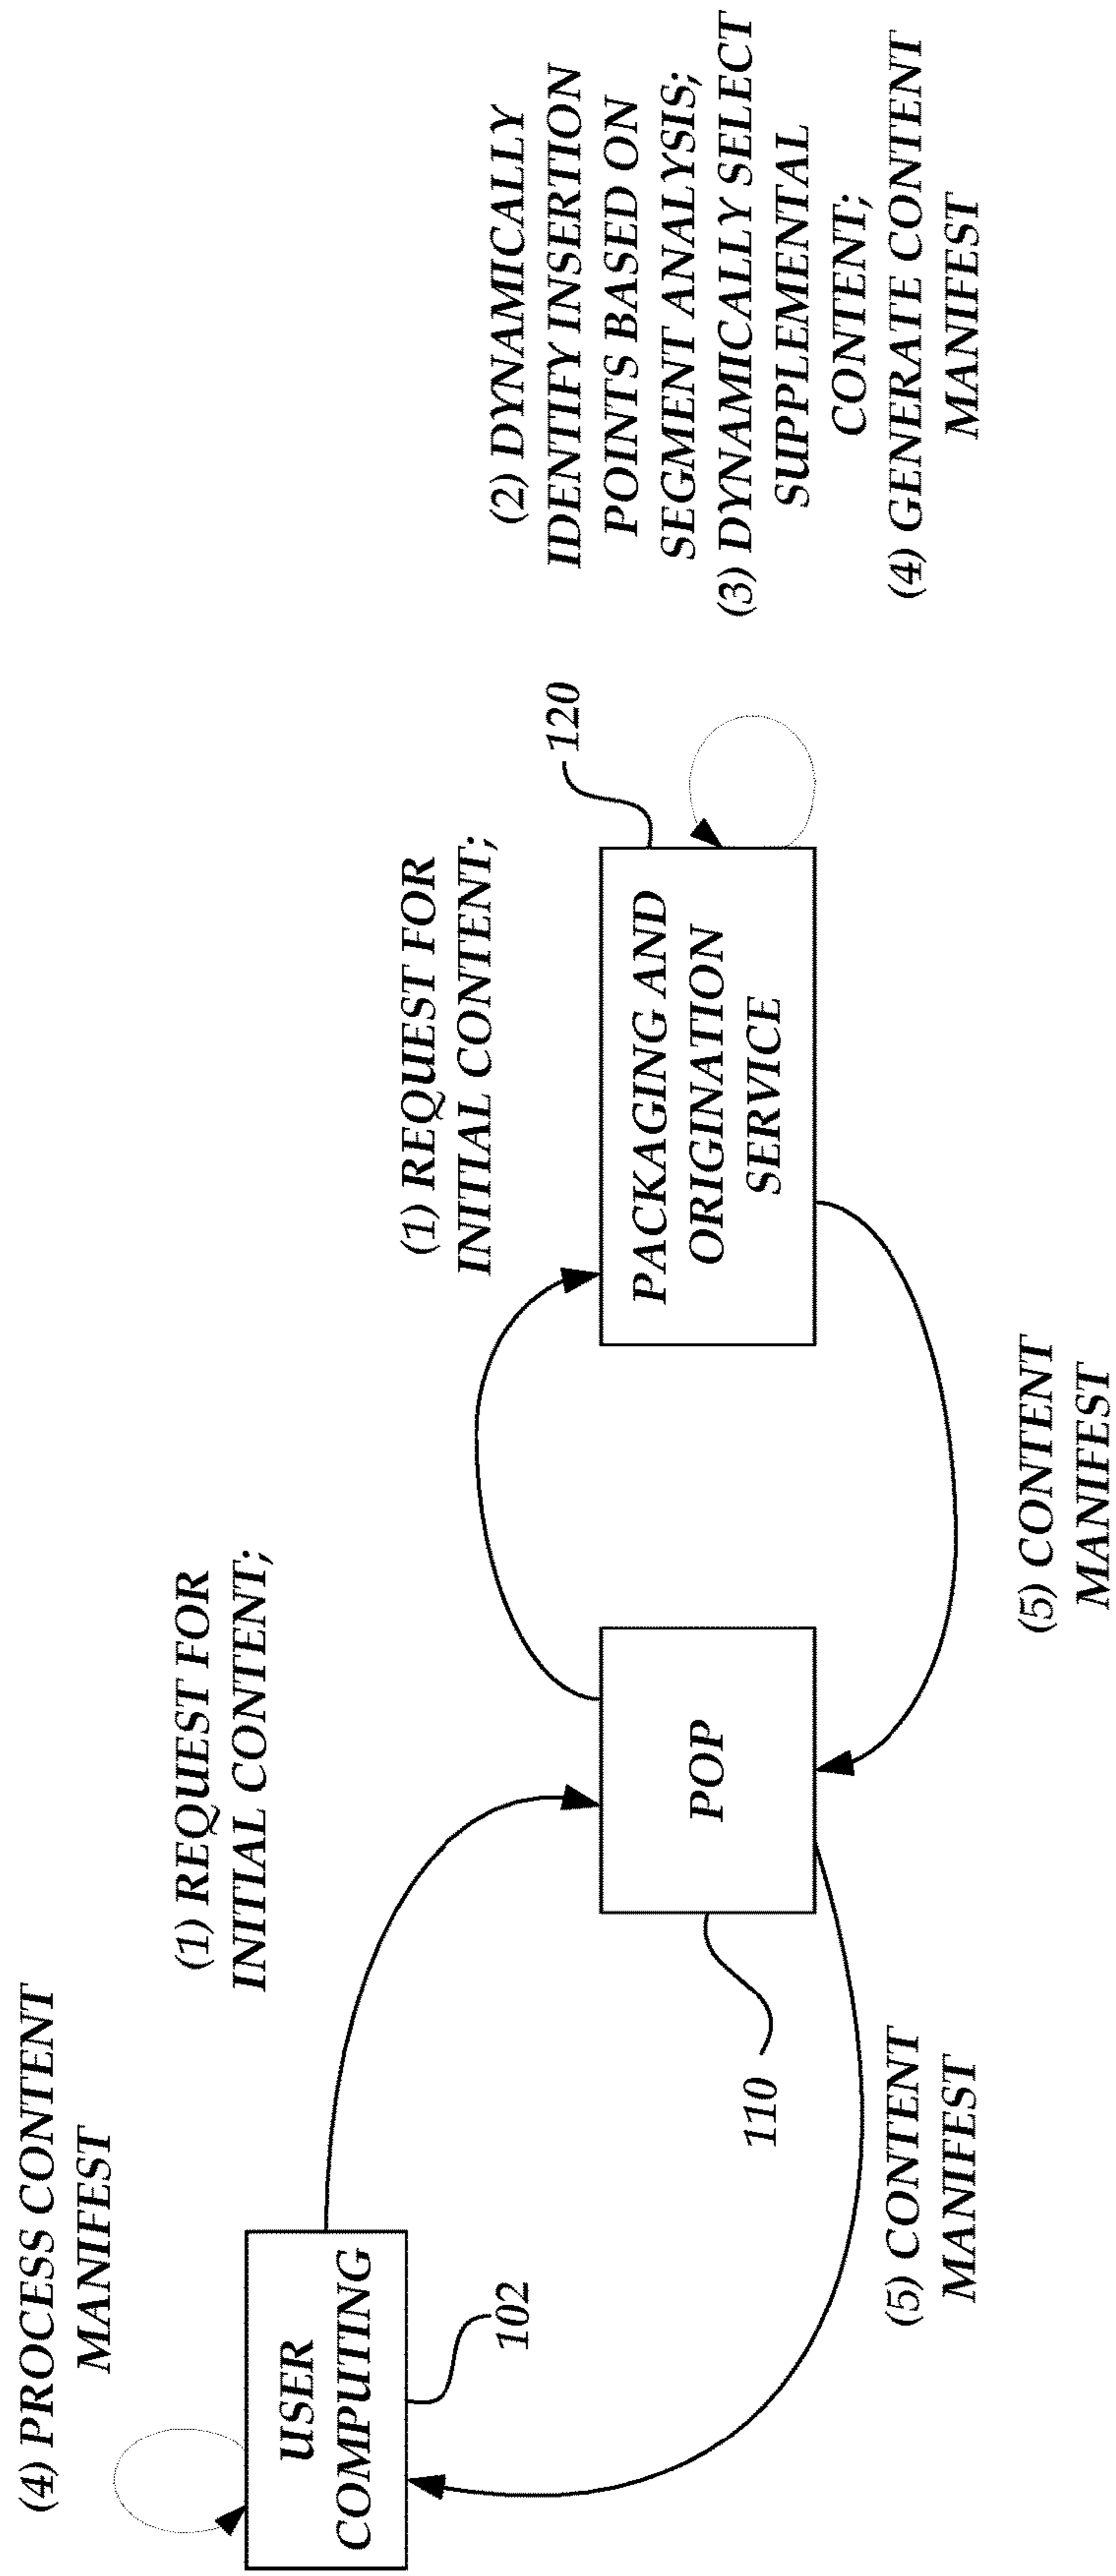 (4) PROCESS CONTENT
MANIFEST
(1) REQUEST FOR
INITIAL CONTENT;
USER
COMPUTING
102
(1) REQUEST FOR
INITIAL CONTENT;
(2) DYNAMICALLY
IDENTIFY INSERTION
POINTS BASED ON
SEGMENT ANALYSIS;
(3) DYNAMICALLY SELECT
SUPPLEMENTAL
CONTENT;
(4) GENERATE CONTENT
MANIFEST
120
POP
110
PACKAGING AND
ORIGINATION
SERVICE
(5) CONTENT
MANIFEST
(5) CONTENT
MANIFEST